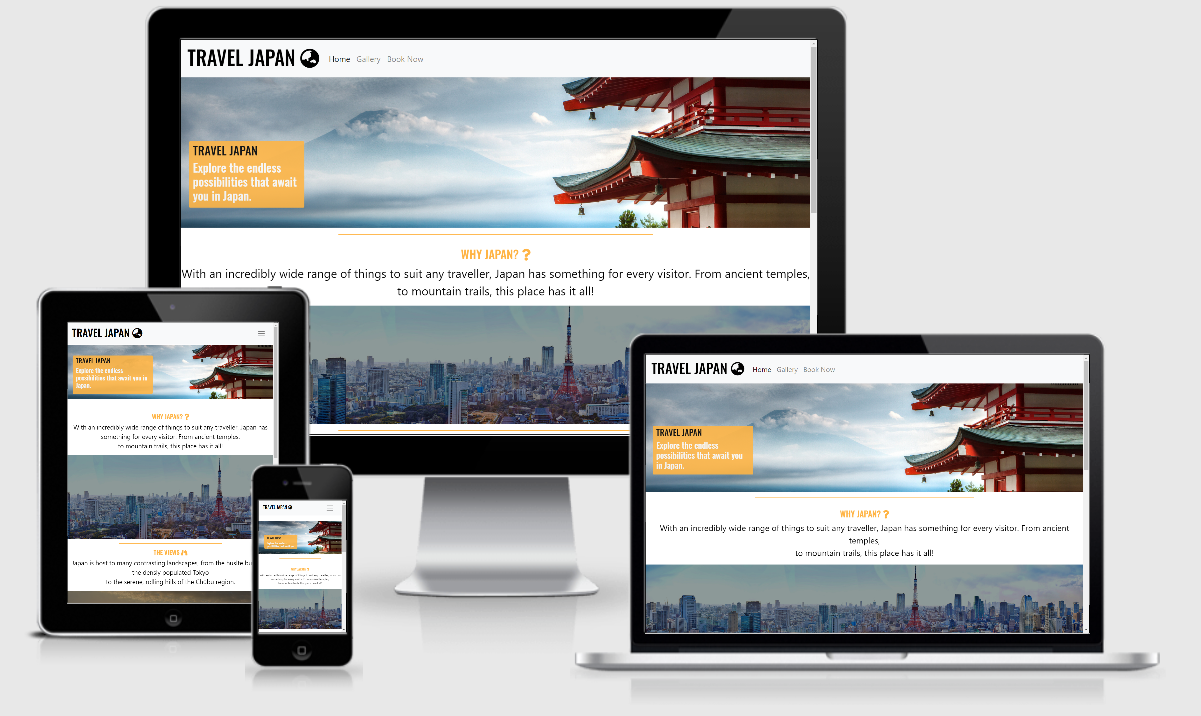 TRAVEL JAPAN
Home Gallery Book Now
TRAVEL JAPAN
Explore the endless
possibilities that await
you in Japan.
WHY JAPAN? ?
With an incredibly wide range of things to suit any traveller, Japan has something for every visitor. From ancient temples,
to mountain trails, this place has it all!
TRAVEL JAPAN
TRAVEL JAPAN
Explore the endless
possibilities that await you in
Japan.
WHY JAPAN? ?
With an incredibly wide range of things to suit any traveller, Japan has
something for every visitor. From ancient temples,
to mountain trails, this place has it all!
THE VIEWS
Japan is host to many contrasting landscapes, from the bustle
the densly populated Tokyo
to the serene, rolling hills of the Chubu region.
TRAVEL JAPAN
TRAVEL JAPAN Home Gallery Book Now
TRAVEL JAPAN
Explore the endless
possibilities that await you
in Japan.
WHY JAPAN? ?
With an incredibly wide range of things to suit any traveller, Japan has something for every visitor. From ancient
temples,
to mountain trails, this place has it all!